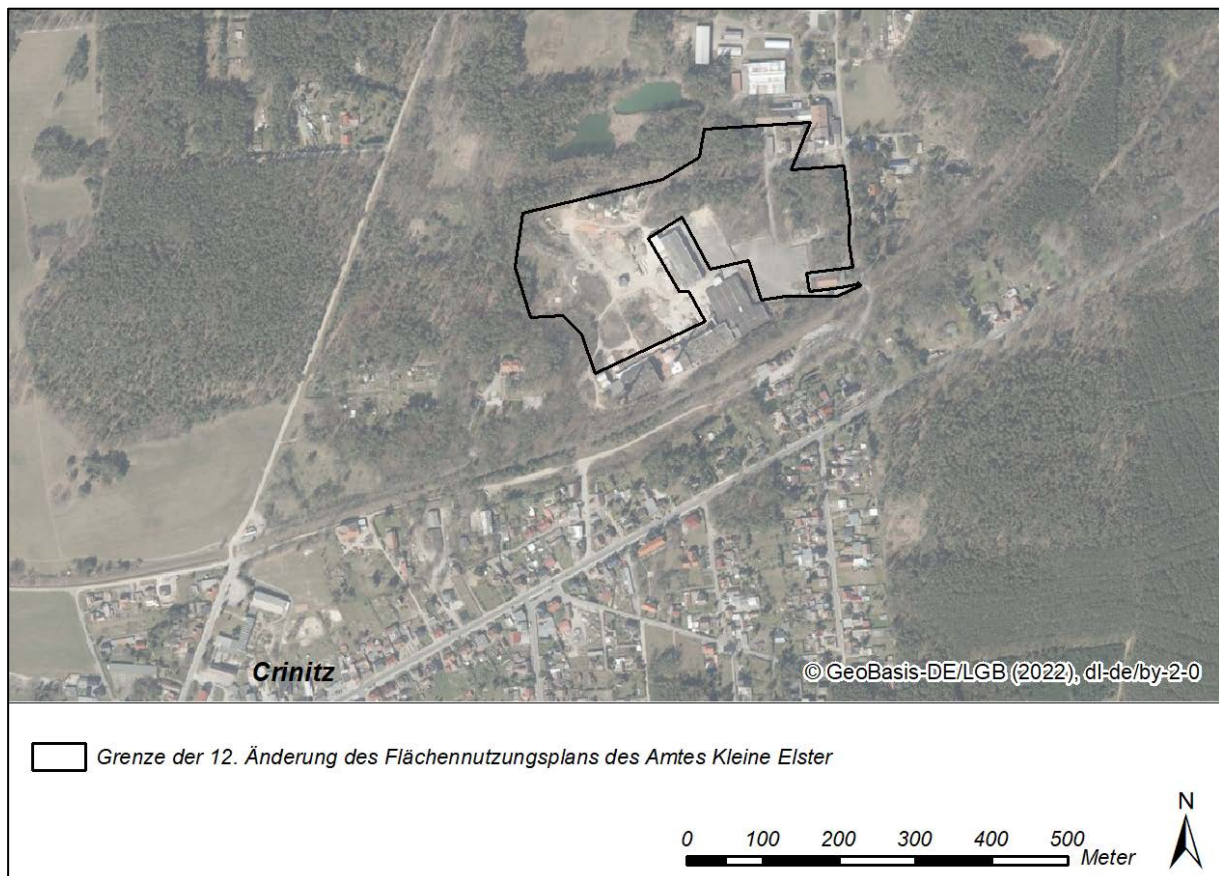 Crinitz
© GeoBasis-DE/LGB (2022), dl-de/by-2-0
Grenze der 12. Änderung des Flächennutzungsplans des Amtes Kleine Elster
N
0 100 200 300 400 500
Meter